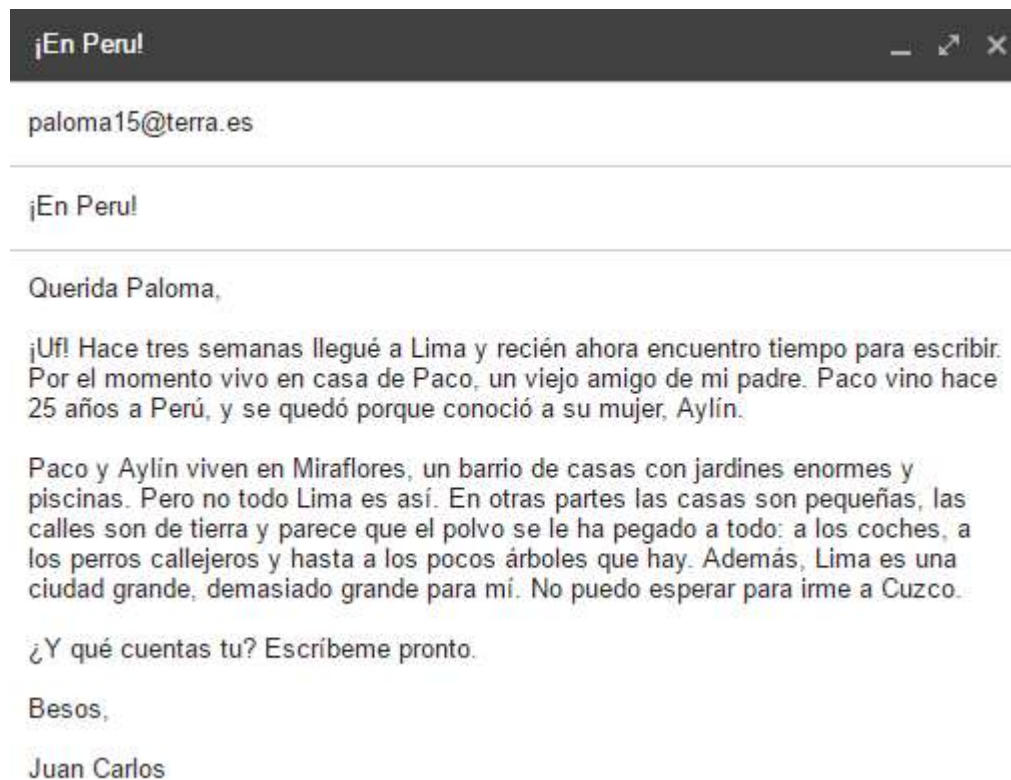 ¡En Peru!
paloma15@terra.es
¡En Peru!
Querida Paloma,
¡Uf! Hace tres semanas llegué a Lima y recién ahora encuentro tiempo para escribir.
Por el momento vivo en casa de Paco, un viejo amigo de mi padre. Paco vino hace
25 años a Perú, y se quedó porque conoció a su mujer, Aylín.
Paco y Aylín viven en Miraflores, un barrio de casas con jardines enormes y
piscinas. Pero no todo Lima es así. En otras partes las casas son pequeñas, las
calles son de tierra y parece que el polvo se le ha pegado a todo: a los coches, a
los perros callejeros y hasta a los pocos árboles que hay. Además, Lima es una
ciudad grande, demasiado grande para mí. No puedo esperar para irme a Cuzco.
¿Y qué cuentas tu? Escríbeme pronto.
Besos,
Juan Carlos